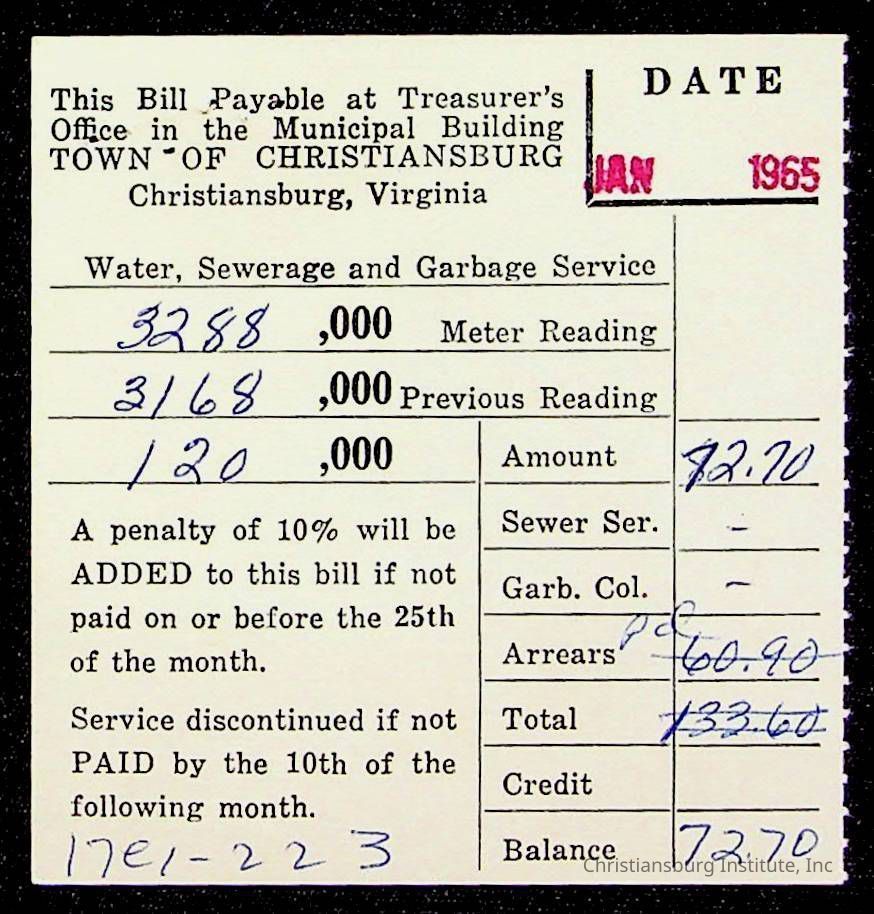 This Bill Payable at Treasurer's
Office in the Municipal Building
TOWN OF CHRISTIANSBURG
Christiansburg, Virginia
DATE
JAN 1965
Water, Sewerage and Garbage Service
3288 ,000 Meter Reading
3168 ,000 Previous Reading
120 ,000
Amount 72.70
Sewer Ser. -
Garb. Col. -
pd
Arrears 60.90
Total 133.60
Credit
Balance 72.70
A penalty of 10% will be
ADDED to this bill if not
paid on or before the 25th
of the month.
Service discontinued if not
PAID by the 10th of the
following month.
223
Christiansburg Institute, Inc